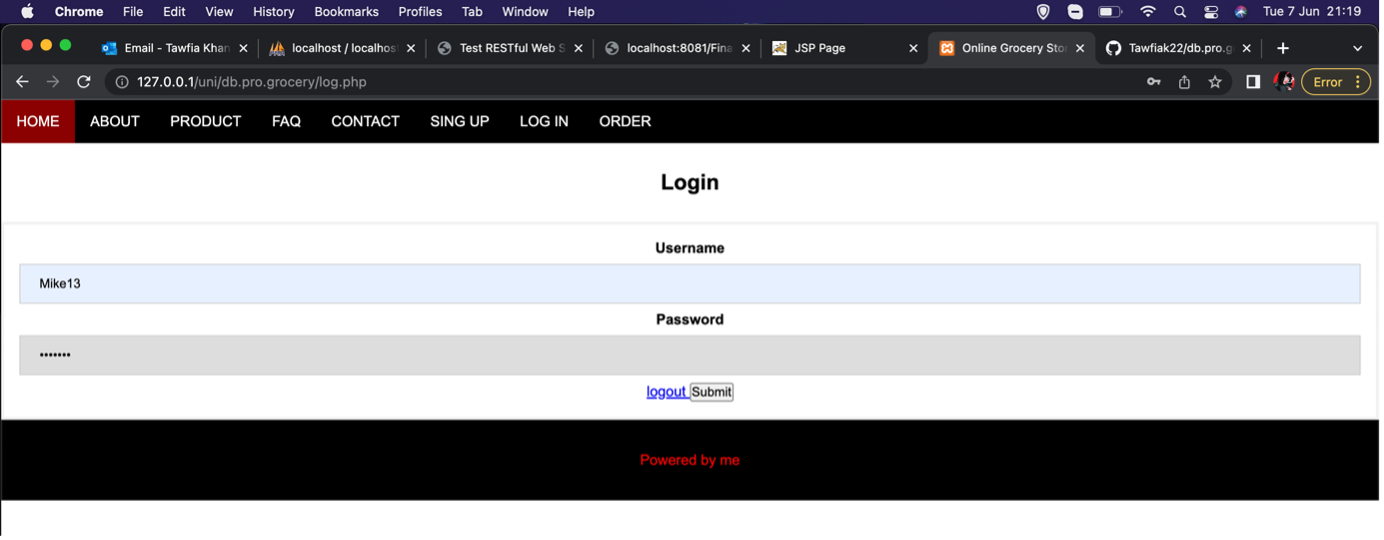 Chrome File Edit View History Bookmarks Profiles Tab Window Help Tue 7 Jun 21:19
Email - Tawfia Khan localhost / localhost Test RESTful Web S localhost:8081/Fina JSP Page Online Grocery Stor Tawfiak22/db.pro.g
127.0.0.1/uni/db.pro.grocery/log.php Error
HOME ABOUT PRODUCT FAQ CONTACT SING UP LOG IN ORDER
Login
Username
Mike13
Password
•••••••
logout Submit
Powered by me